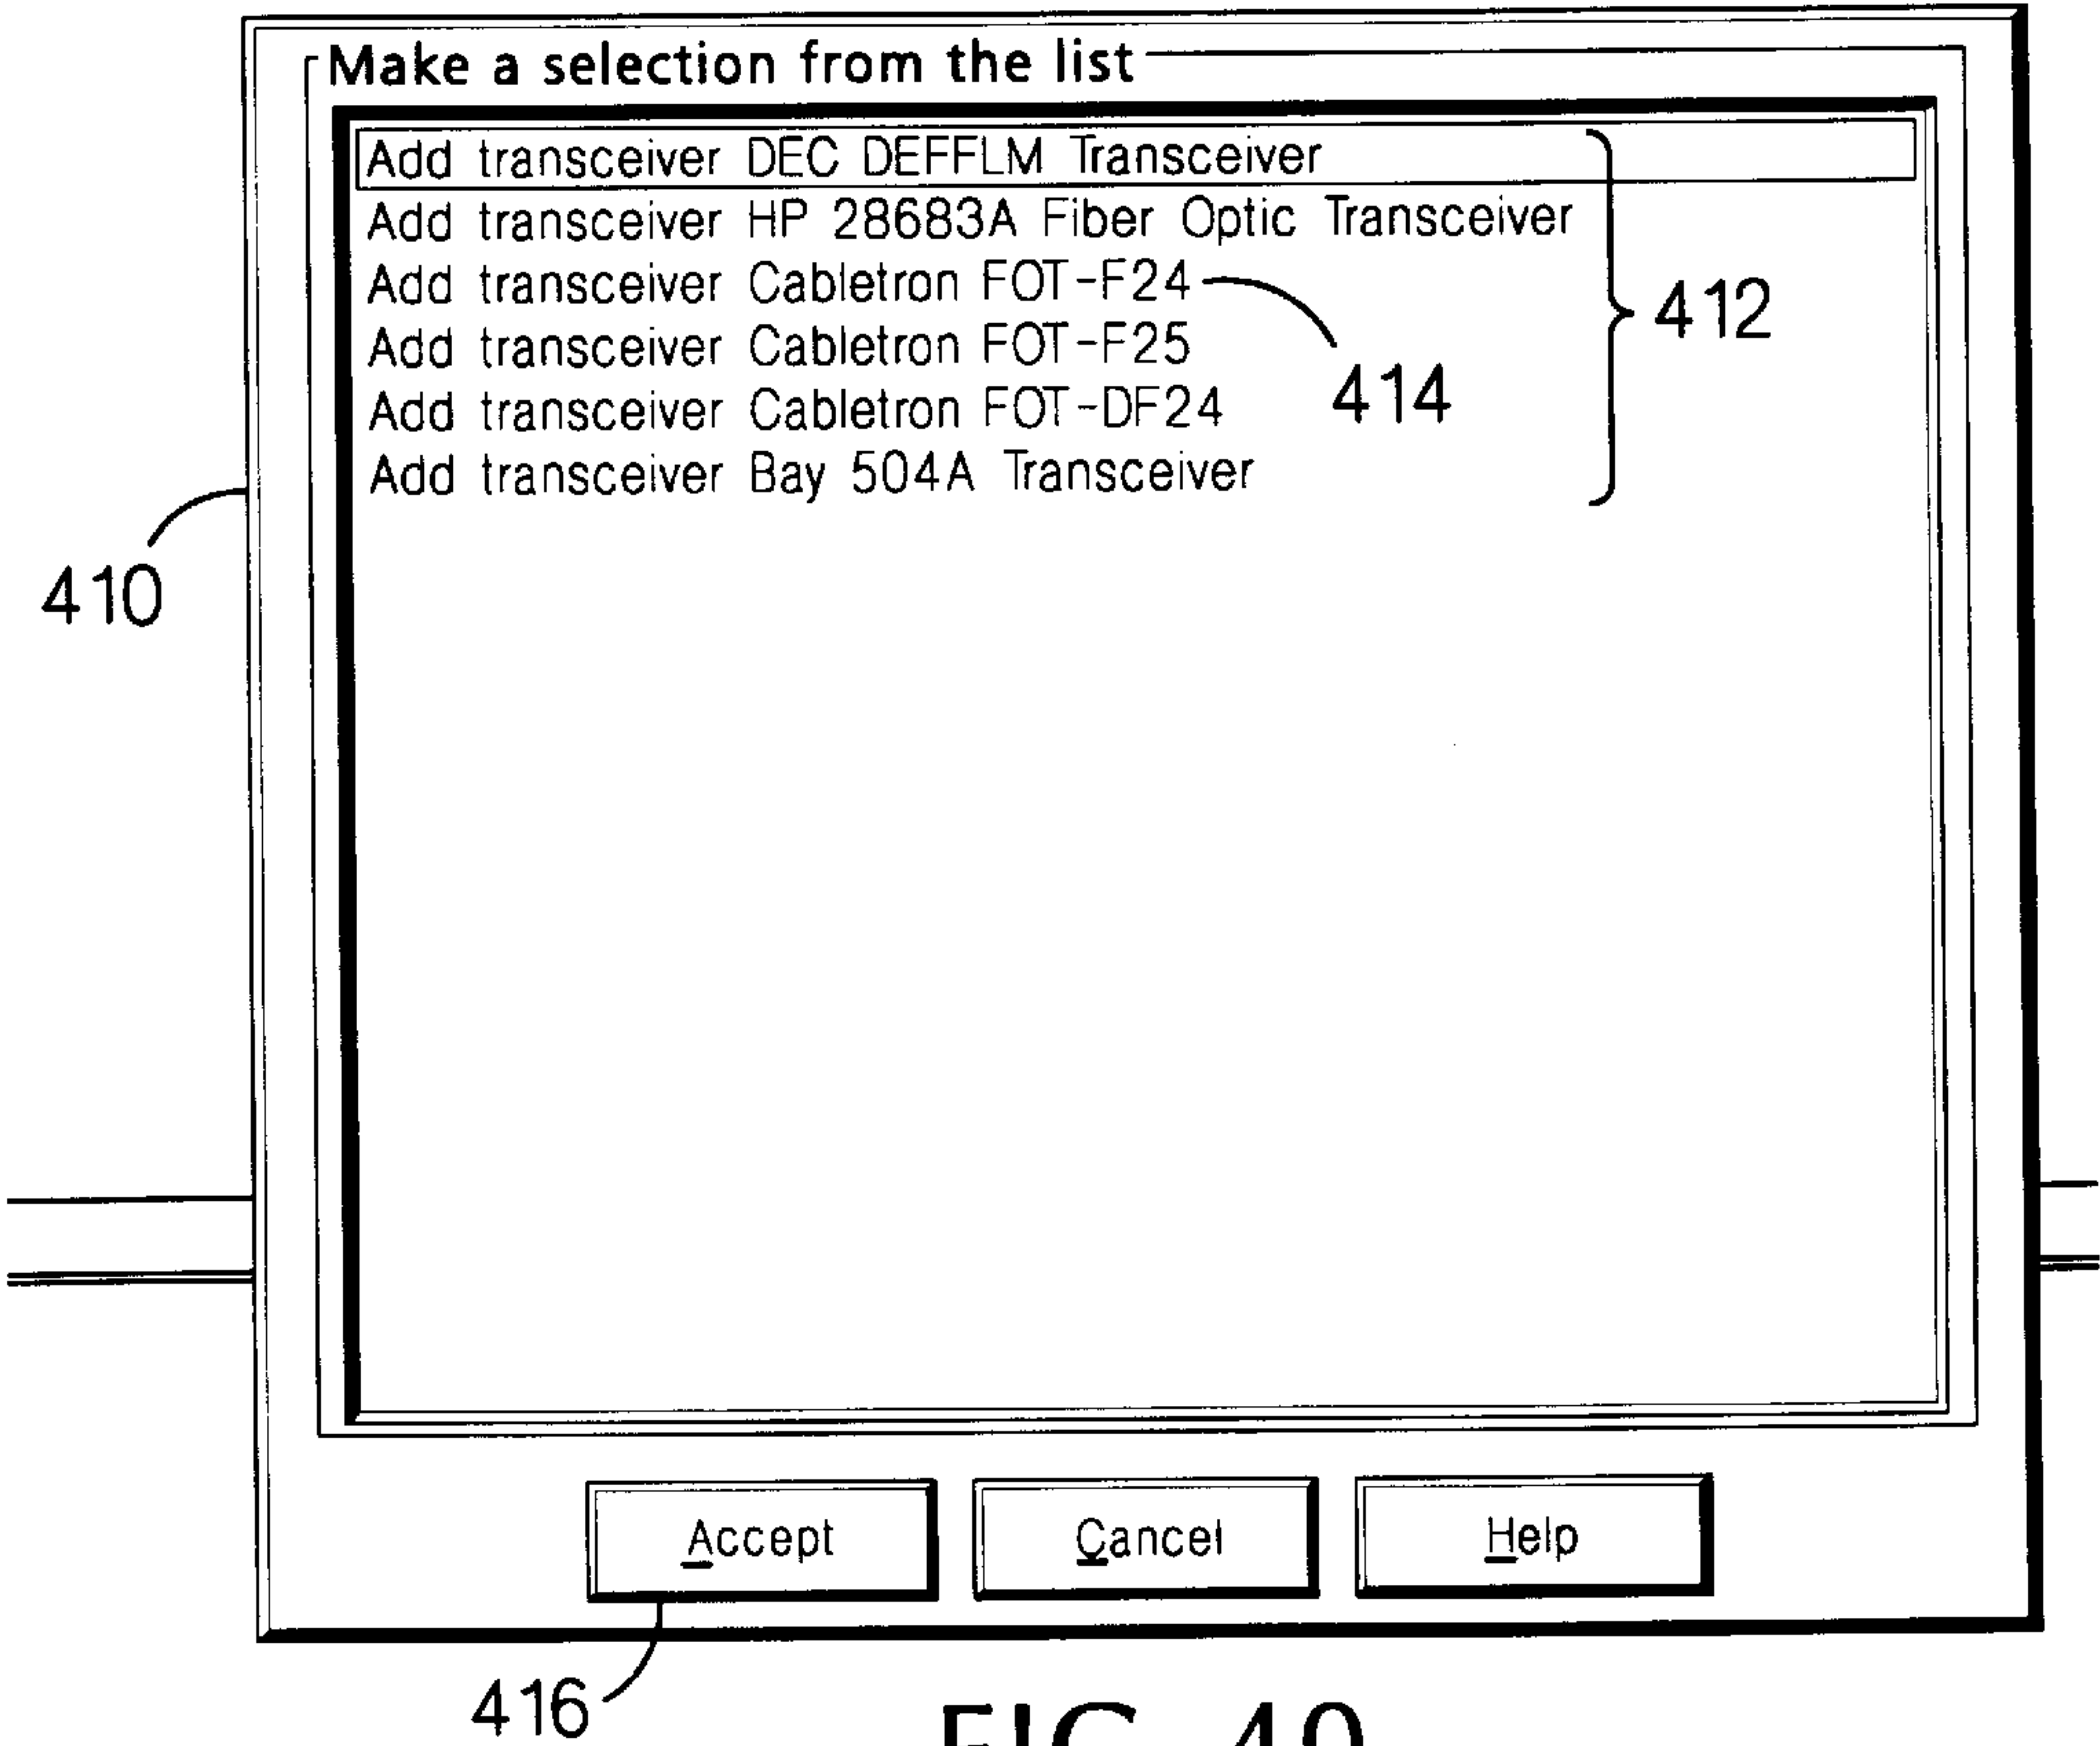 Make a selection from the list
Add transceiver DEC DEFFLM Transceiver
Add transceiver HP 28683A Fiber Optic Transceiver
Add transceiver Cabletron FOT-F24
Add transceiver Cabletron FOT-F25
Add transceiver Cabletron FOT-DF24
Add transceiver Bay 504A Transceiver
412
414
410
Accept
Cancel
Help
416